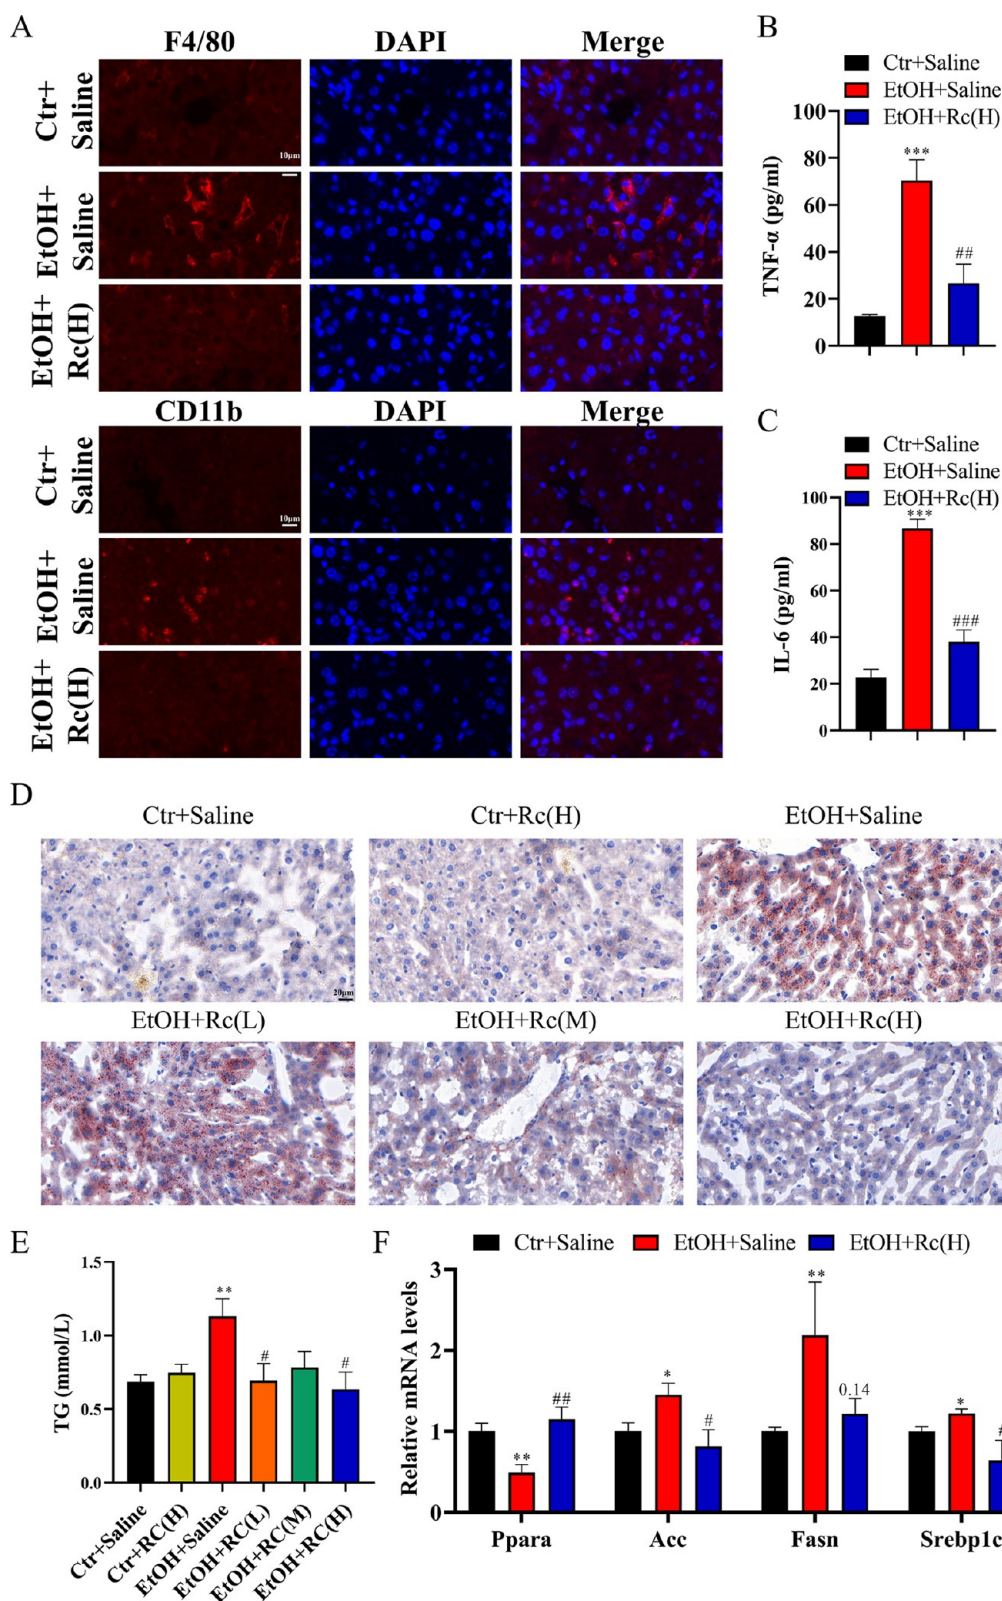 A
F4/80 DAPI Merge
Ctr+
Saline
10μm
EtOH+
Saline
EtOH+
Rc(H)
CD11b DAPI Merge
Ctr+
Saline
10μm
EtOH+
Saline
EtOH+
Rc(H)
B
Ctr+Saline
EtOH+Saline
EtOH+Rc(H)
TNF-α (pg/ml)
100
80
60
40
20
0
***
##
C
Ctr+Saline
EtOH+Saline
EtOH+Rc(H)
IL-6 (pg/ml)
100
80
60
40
20
0
***
###
D
Ctr+Saline Ctr+Rc(H) EtOH+Saline
20μm
EtOH+Rc(L) EtOH+Rc(M) EtOH+Rc(H)
E
TG (mmol/L)
1.5
1.0
0.5
0.0
**
#
#
Ctr+Saline
Ctr+RC(H)
EtOH+Saline
EtOH+RC(L)
EtOH+RC(M)
EtOH+RC(H)
F
Ctr+Saline EtOH+Saline EtOH+Rc(H)
Relative mRNA levels
3
2
1
0
**
##
*
#
**
0.14
*
Ppara Acc Fasn Srebp1c